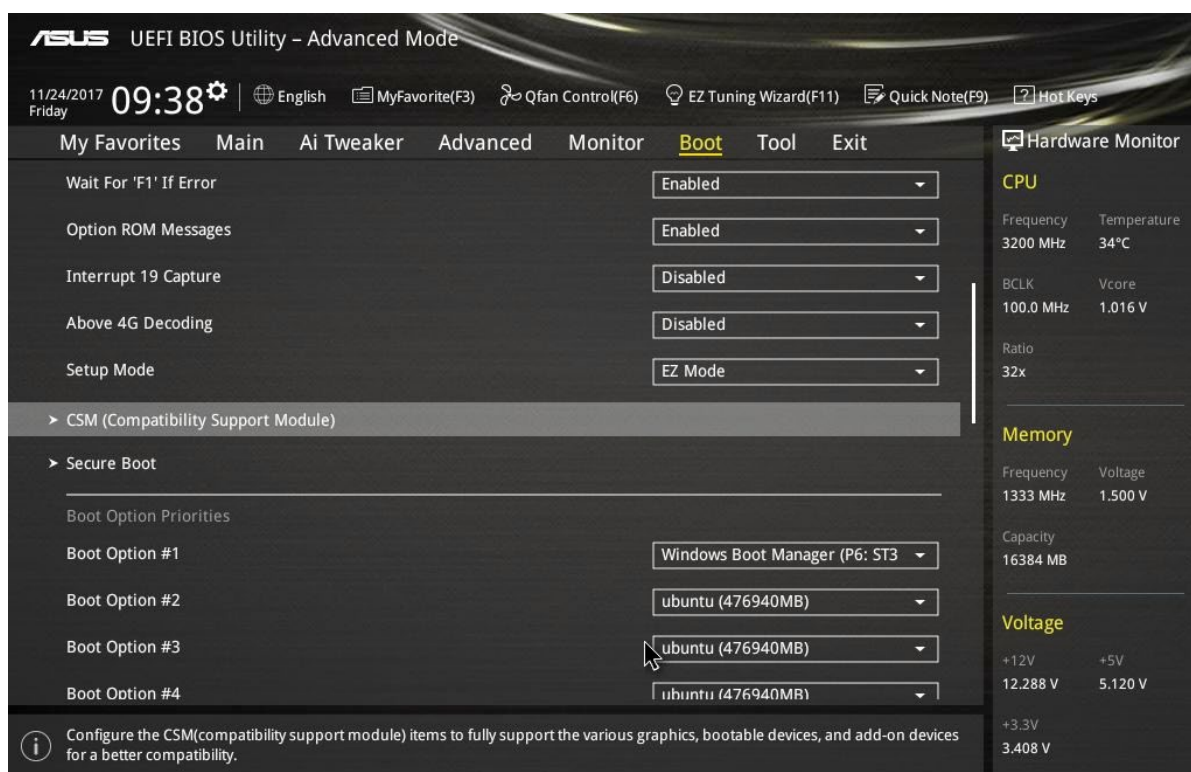 ASUS UEFI BIOS Utility – Advanced Mode
11/24/2017 Friday 09:38 English MyFavorite(F3) Qfan Control(F6) EZ Tuning Wizard(F11) Quick Note(F9) ? Hot Keys
My Favorites Main Ai Tweaker Advanced Monitor Boot Tool Exit
Wait For 'F1' If Error Enabled
Option ROM Messages Enabled
Interrupt 19 Capture Disabled
Above 4G Decoding Disabled
Setup Mode EZ Mode
CSM (Compatibility Support Module)
Secure Boot
Boot Option Priorities
Boot Option #1 Windows Boot Manager (P6: ST3
Boot Option #2 ubuntu (476940MB)
Boot Option #3 ubuntu (476940MB)
Boot Option #4 ubuntu (476940MB)
Configure the CSM(compatibility support module) items to fully support the various graphics, bootable devices, and add-on devices
for a better compatibility.
Hardware Monitor
CPU
Frequency Temperature
3200 MHz 34°C
BCLK Vcore
100.0 MHz 1.016 V
Ratio
32x
Memory
Frequency Voltage
1333 MHz 1.500 V
Capacity
16384 MB
Voltage
+12V +5V
12.288 V 5.120 V
+3.3V
3.408 V